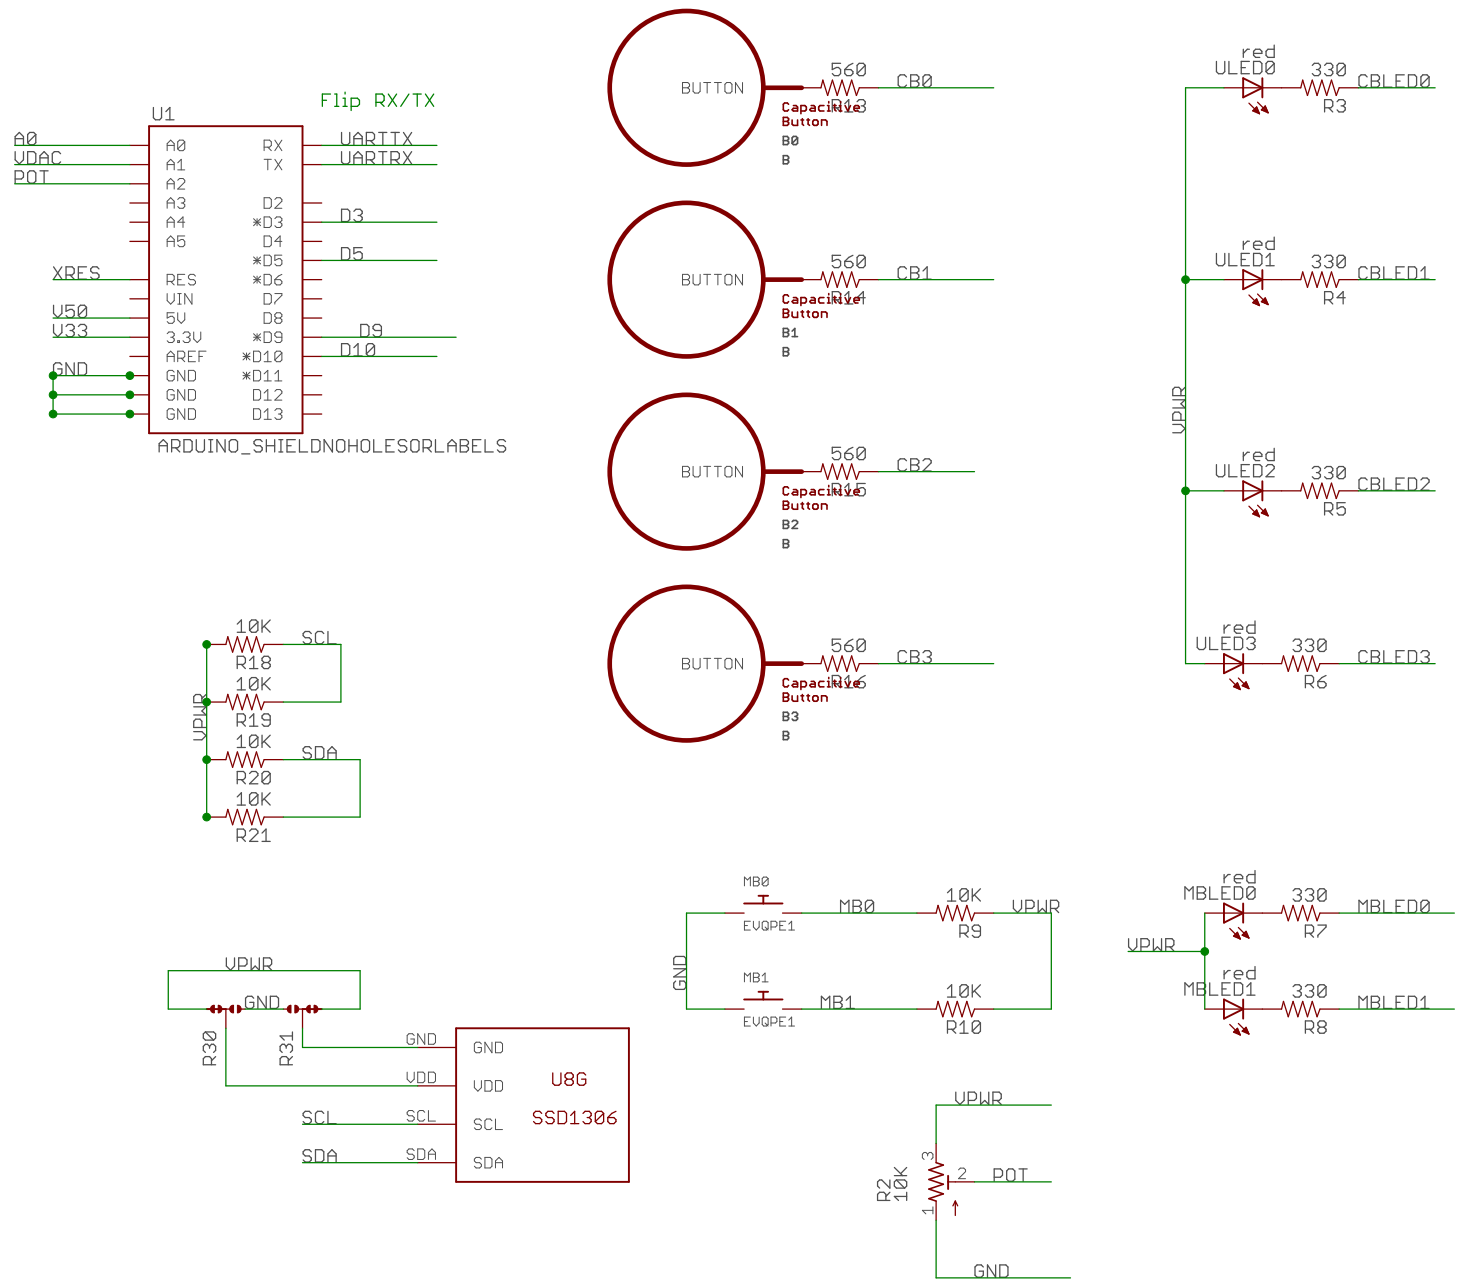 Flip RX/TX
U1
A0
VDAC
POT
XRES
V50
V33
GND
A0
A1
A2
A3
A4
A5
RES
VIN
5V
3.3V
AREF
GND
GND
GND
RX
TX
D2
*D3
D4
*D5
*D6
D7
D8
*D9
*D10
*D11
D12
D13
UARTTX
UARTRX
D3
D5
D9
D10
ARDUINO_SHIELDNOHOLESORLABELS
BUTTON
560
R13
CB0
Capacitive
Button
B0
B
BUTTON
560
R14
CB1
Capacitive
Button
B1
B
BUTTON
560
R15
CB2
Capacitive
Button
B2
B
BUTTON
560
R16
CB3
Capacitive
Button
B3
B
red
ULED0
330
R3
CBLED0
red
ULED1
330
R4
CBLED1
VPWR
red
ULED2
330
R5
CBLED2
red
ULED3
330
R6
CBLED3
10K
SCL
R18
10K
R19
VPWR
10K
SDA
R20
10K
R21
VPWR
GND
R30
R31
GND
VDD
SCL
SDA
SCL
SDA
GND
VDD
SCL
SDA
U8G
SSD1306
MB0
EVQPE1
MB0
10K
R9
VPWR
GND
MB1
EVQPE1
MB1
10K
R10
VPWR
red
MBLED0
330
R7
MBLED0
red
MBLED1
330
R8
MBLED1
VPWR
R2
10K
3
2
1
POT
GND